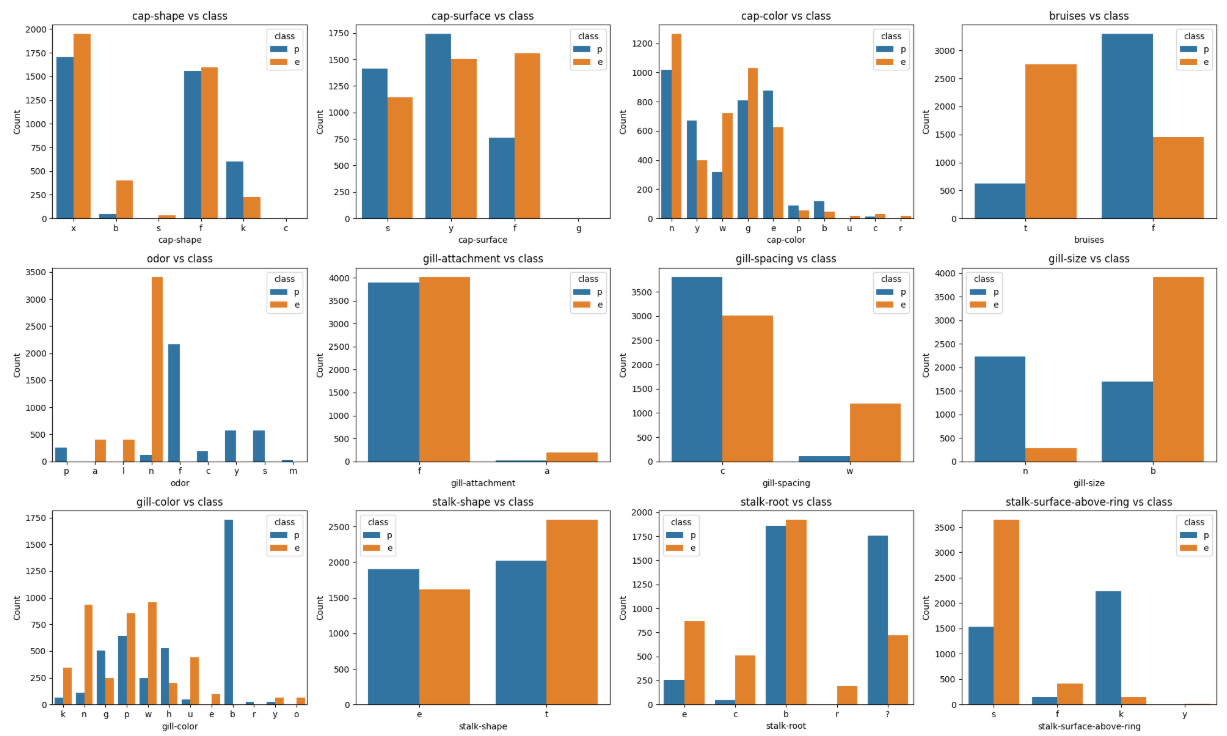 cap-shape vs class
2000
1750
1500
1250
1000
750
500
250
0
Count
x b s f k c
cap-shape
class
p
e
cap-surface vs class
1750
1500
1250
1000
750
500
250
0
Count
s y f g
cap-surface
class
p
e
cap-color vs class
1200
1000
800
600
400
200
0
Count
n y w g e p b u c r
cap-color
class
p
e
bruises vs class
3000
2500
2000
1500
1000
500
0
Count
t f
bruises
class
p
e
odor vs class
3500
3000
2500
2000
1500
1000
500
0
Count
p a l n f c y s m
odor
class
p
e
gill-attachment vs class
4000
3500
3000
2500
2000
1500
1000
500
0
Count
f a
gill-attachment
class
p
e
gill-spacing vs class
3500
3000
2500
2000
1500
1000
500
0
Count
c w
gill-spacing
class
p
e
gill-size vs class
4000
3500
3000
2500
2000
1500
1000
500
0
Count
n b
gill-size
class
p
e
gill-color vs class
1750
1500
1250
1000
750
500
250
0
Count
k n g p w h u e b r y o
gill-color
class
p
e
stalk-shape vs class
2500
2000
1500
1000
500
0
Count
e t
stalk-shape
class
p
e
stalk-root vs class
2000
1750
1500
1250
1000
750
500
250
0
Count
e c b r ?
stalk-root
class
p
e
stalk-surface-above-ring vs class
3500
3000
2500
2000
1500
1000
500
0
Count
s f k y
stalk-surface-above-ring
class
p
e